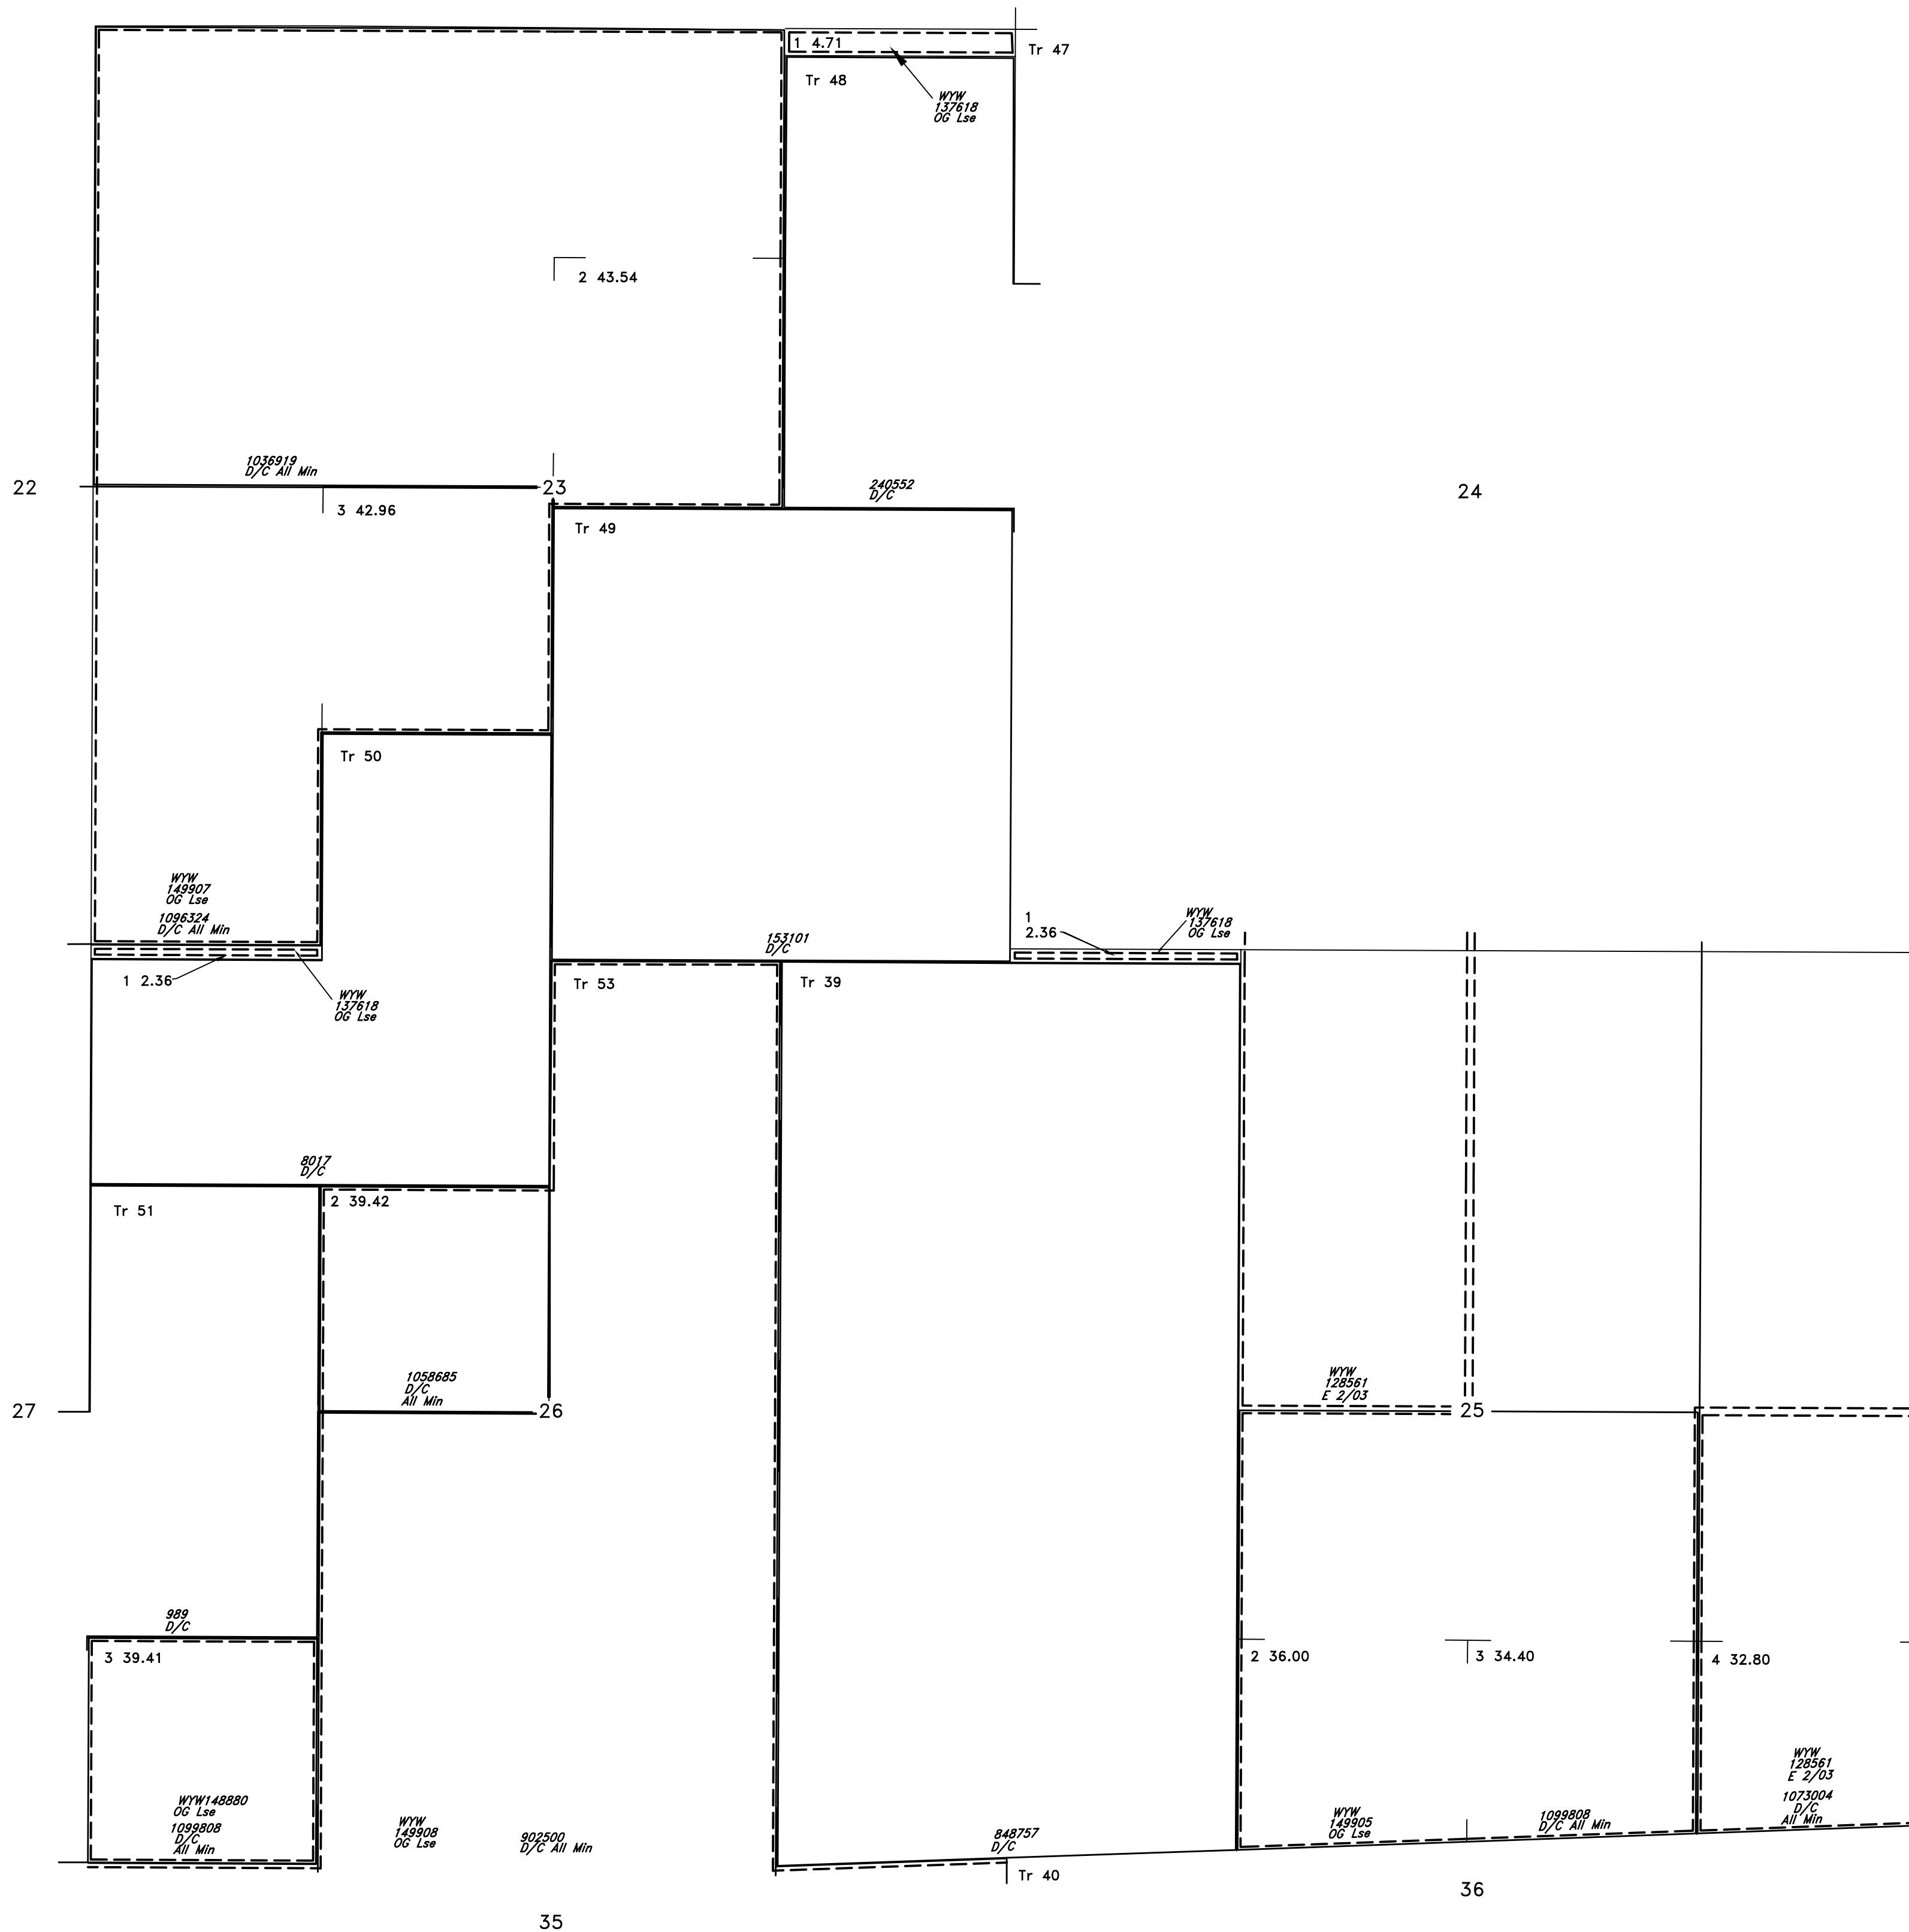 1 4.71
Tr 47
Tr 48
WYW
137618
OG Lse
2 43.54
1036919
D/C All Min
22
23
240552
D/C
24
3 42.96
Tr 49
Tr 50
WYW
149907
OG Lse
1096324
D/C All Min
153101
D/C
1
2.36
WYW
137618
OG Lse
1 2.36
WYW
137618
OG Lse
Tr 53
Tr 39
8017
D/C
Tr 51
2 39.42
1058685
D/C
All Min
WYW
128561
E 2/03
27
26
25
989
D/C
3 39.41
2 36.00
3 34.40
4 32.80
WYW148880
OG Lse
1099808
D/C
All Min
WYW
149908
OG Lse
902500
D/C All Min
848757
D/C
WYW
149905
OG Lse
1099808
D/C All Min
WYW
128561
E 2/03
1073004
D/C
All Min
Tr 40
36
35